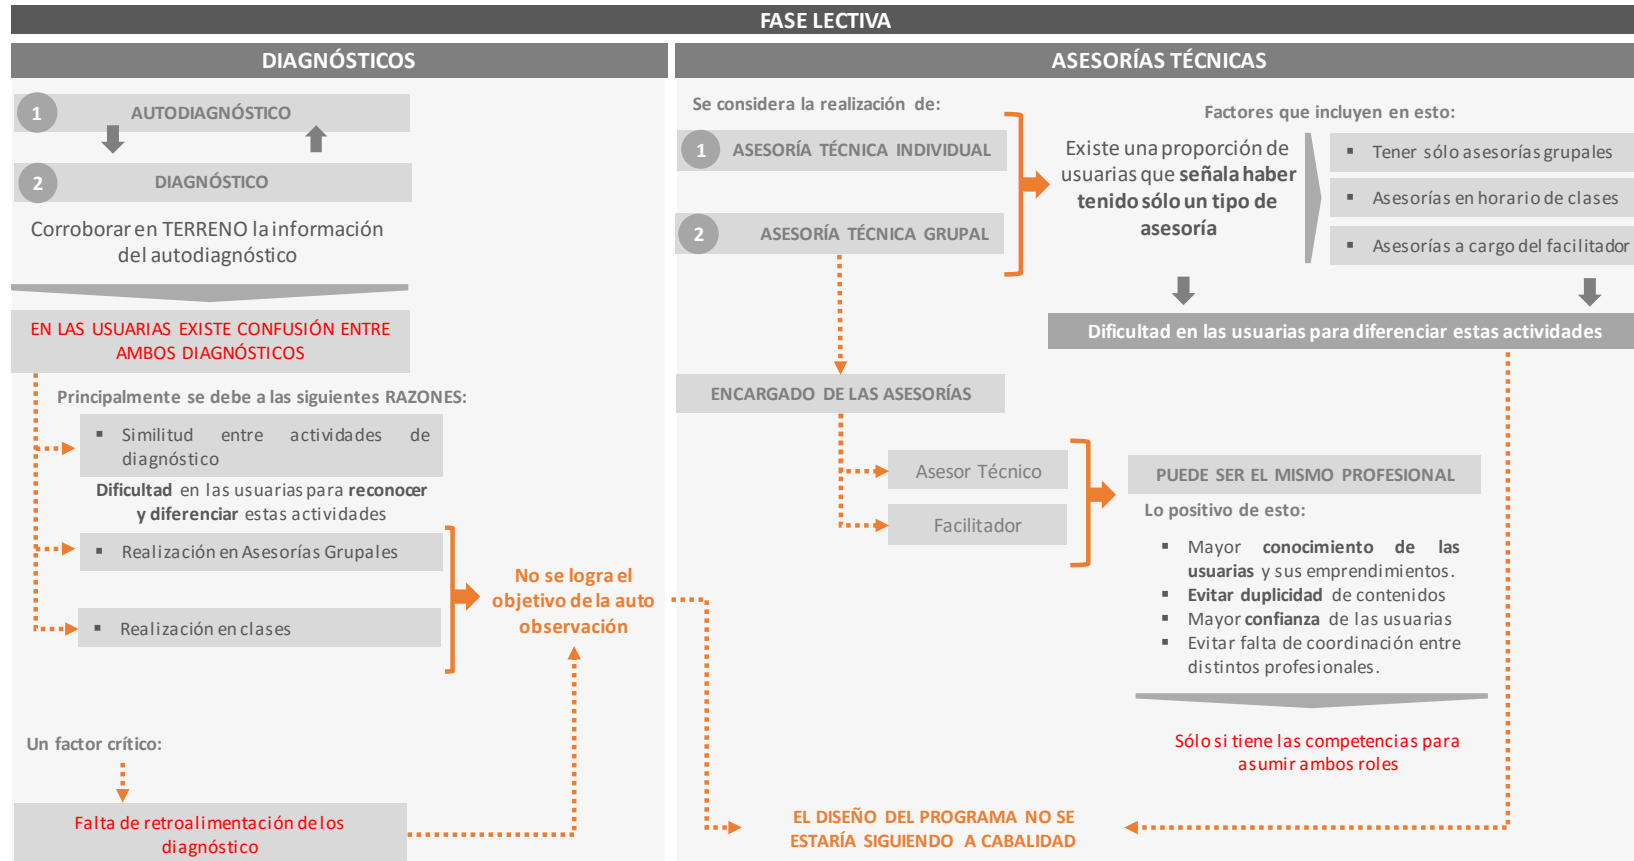 FASE LECTIVA
DIAGNÓSTICOS
1
AUTODIAGNÓSTICO
2
DIAGNÓSTICO
Corroborar en TERRENO la información
del autodiagnóstico
EN LAS USUARIAS EXISTE CONFUSIÓN ENTRE
AMBOS DIAGNÓSTICOS
Principalmente se debe a las siguientes RAZONES:
▪ Similitud entre actividades de
diagnóstico
Dificultad en las usuarias para reconocer
y diferenciar estas actividades
▪ Realización en Asesorías Grupales
▪ Realización en clases
No se logra el
objetivo de la auto
observación
Un factor crítico:
Falta de retroalimentación de los
diagnóstico
ASESORÍAS TÉCNICAS
Se considera la realización de:
1
ASESORÍA TÉCNICA INDIVIDUAL
2
ASESORÍA TÉCNICA GRUPAL
Existe una proporción de
usuarias que señala haber
tenido sólo un tipo de
asesoría
Factores que incluyen en esto:
▪ Tener sólo asesorías grupales
▪ Asesorías en horario de clases
▪ Asesorías a cargo del facilitador
Dificultad en las usuarias para diferenciar estas actividades
ENCARGADO DE LAS ASESORÍAS
Asesor Técnico
Facilitador
PUEDE SER EL MISMO PROFESIONAL
Lo positivo de esto:
▪ Mayor conocimiento de las
usuarias y sus emprendimientos.
▪ Evitar duplicidad de contenidos
▪ Mayor confianza de las usuarias
▪ Evitar falta de coordinación entre
distintos profesionales.
Sólo si tiene las competencias para
asumir ambos roles
EL DISEÑO DEL PROGRAMA NO SE
ESTARÍA SIGUIENDO A CABALIDAD